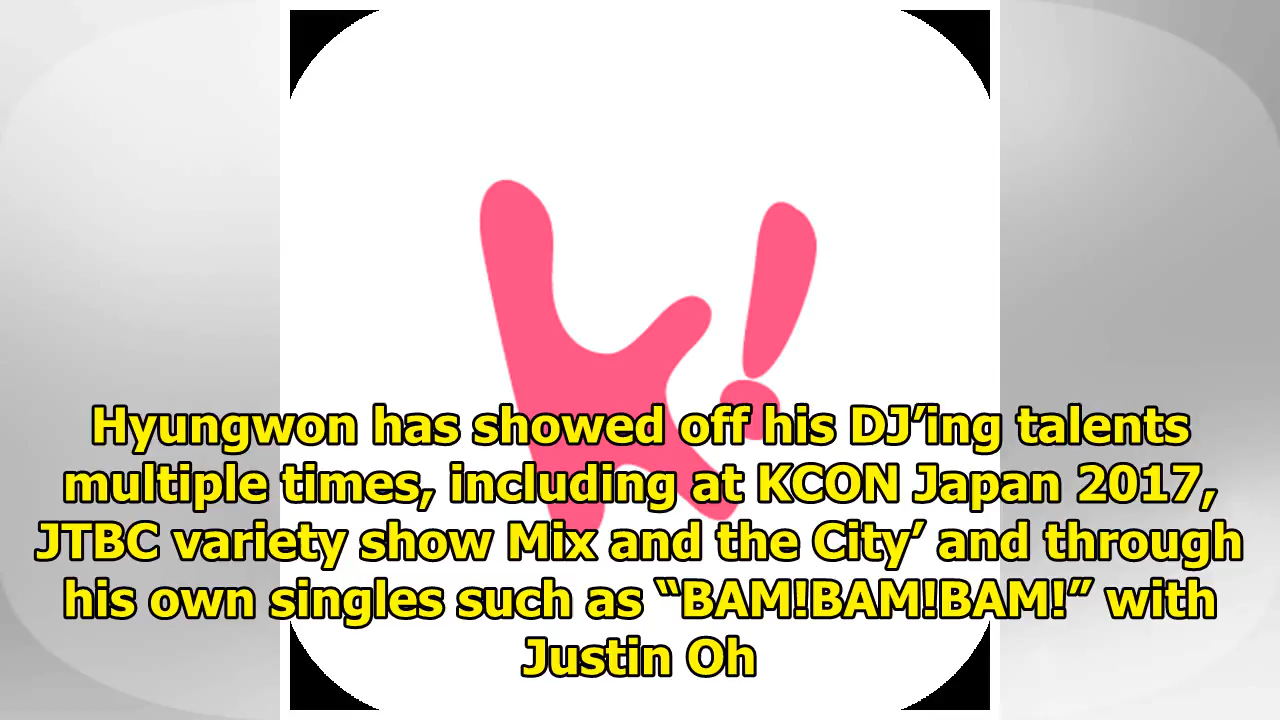 K!
Hyungwon has showed off his DJ’ing talents
multiple times, including at KCON Japan 2017,
JTBC variety show Mix and the City’ and through
his own singles such as “BAM!BAM!BAM!” with
Justin Oh